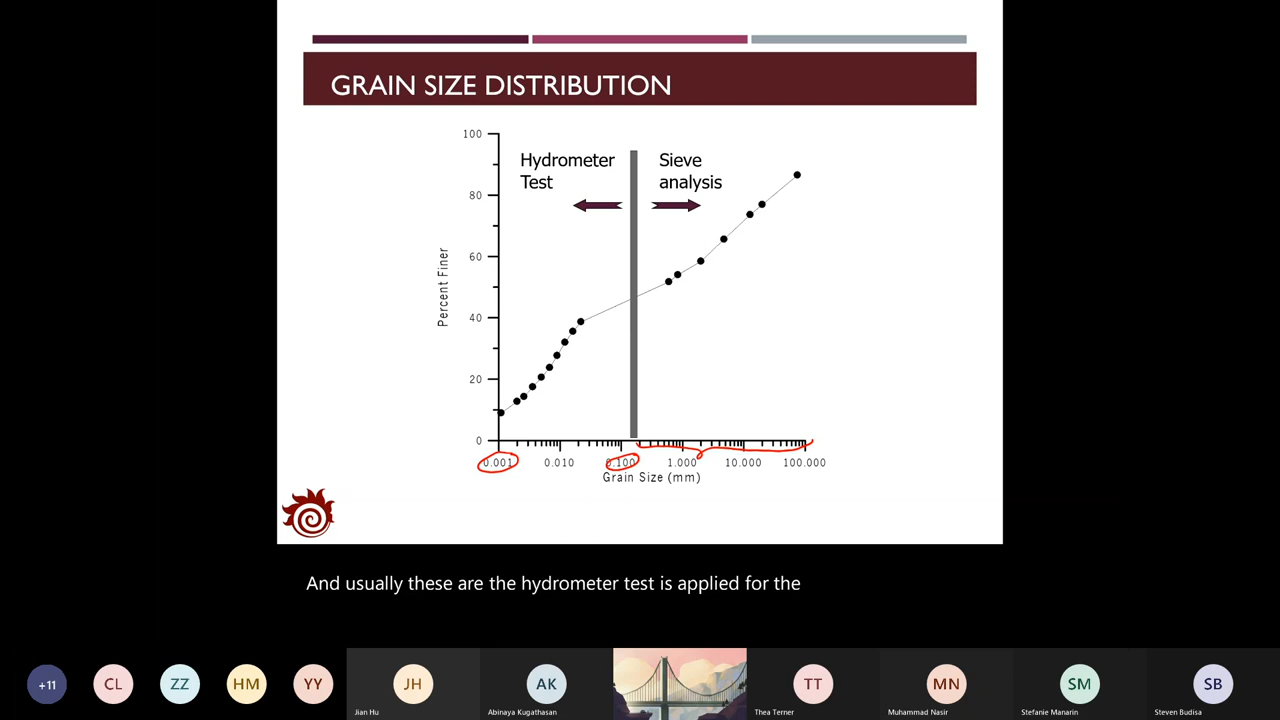 GRAIN SIZE DISTRIBUTION
100
80
60
40
20
0
Percent Finer
Hydrometer
Test
Sieve
analysis
0.001 0.010 0.100 1.000 10.000 100.000
Grain Size (mm)
And usually these are the hydrometer test is applied for the
+11 CL ZZ HM YY JH AK TT MN SM SB
Jian Hu Abinaya Kugathasan Thea Terner Muhammad Nasir Stefanie Manarin Steven Budisa